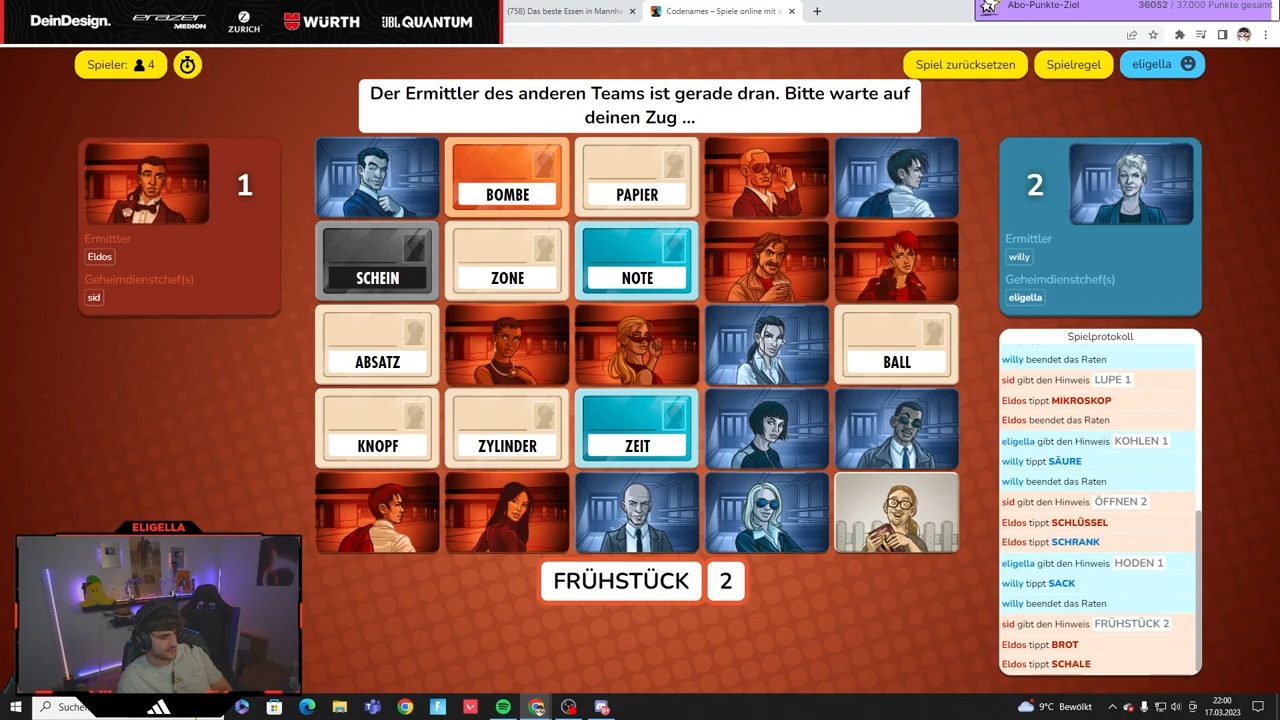 DeinDesign.
erazer
MEDION
ZURICH
WÜRTH
JBL QUANTUM
(758) Das beste Essen in Mannhe
Codenames – Spiele online mit d
Abo-Punkte-Ziel
36052 / 37.000 Punkte gesamt
Spieler: 4
Spiel zurücksetzen
Spielregel
eligella
Der Ermittler des anderen Teams ist gerade dran. Bitte warte auf
deinen Zug ...
1
Ermittler
Eldos
Geheimdienstchef(s)
sid
BOMBE
PAPIER
SCHEIN
ZONE
NOTE
ABSATZ
BALL
KNOPF
ZYLINDER
ZEIT
FRÜHSTÜCK
2
2
Ermittler
willy
Geheimdienstchef(s)
eligella
Spielprotokoll
willy beendet das Raten
sid gibt den Hinweis LUPE 1
Eldos tippt MIKROSKOP
Eldos beendet das Raten
eligella gibt den Hinweis KOHLEN 1
willy tippt SÄURE
willy beendet das Raten
sid gibt den Hinweis ÖFFNEN 2
Eldos tippt SCHLÜSSEL
Eldos tippt SCHRANK
eligella gibt den Hinweis HODEN 1
willy tippt SACK
willy beendet das Raten
sid gibt den Hinweis FRÜHSTÜCK 2
Eldos tippt BROT
Eldos tippt SCHALE
ELIGELLA
Suche
9°C Bewölkt
22:00
17.03.2023